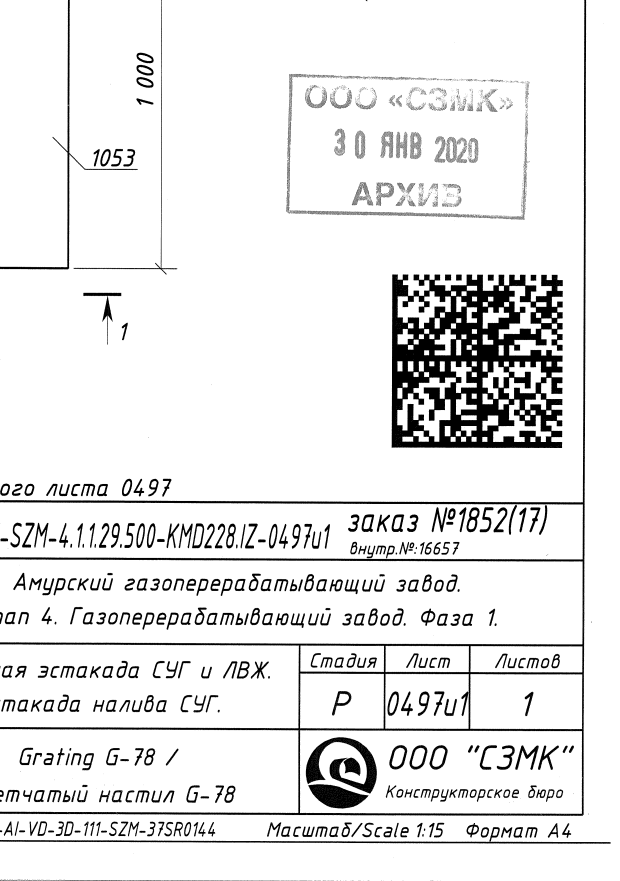 1 000
ООО «СЗМК»
30 ЯНВ 2020
АРХИВ
1053
1
ого листа 0497
-SZM-4.1.1.29.500-KMD228.IZ-0497и1
заказ №1852(17)
внутр.№:16657
Амурский газоперерабатывающий завод.
тап 4. Газоперерабатывающий завод. Фаза 1.
ая эстакада СУГ и ЛВЖ.
стакада налива СУГ.
Стадия Лист Листов
Р 0497и1 1
Grating G-78 /
етчатый настил G-78
ООО "СЗМК"
Конструкторское бюро
-AI-VD-3D-111-SZM-37SR0144 Масштаб/Scale 1:15 Формат А4